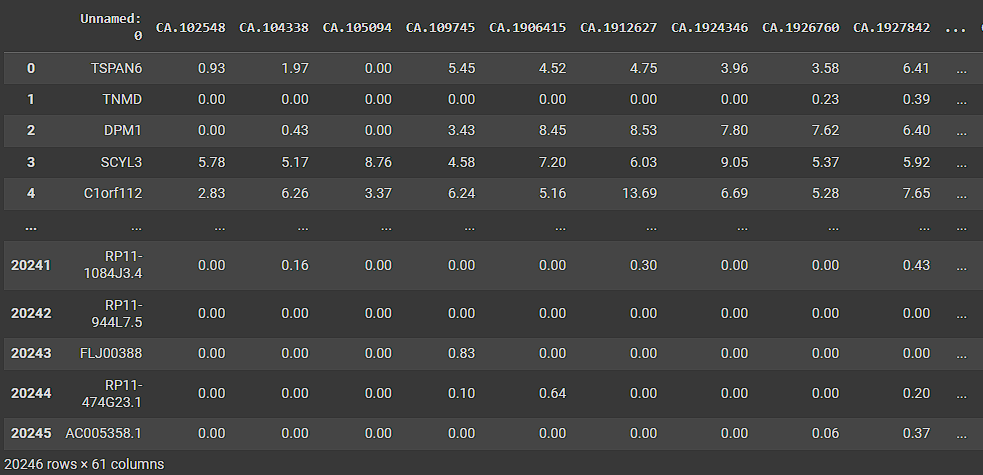 Unnamed: 0 CA.102548 CA.104338 CA.105094 CA.109745 CA.1906415 CA.1912627 CA.1924346 CA.1926760 CA.1927842 ...
0 TSPAN6 0.93 1.97 0.00 5.45 4.52 4.75 3.96 3.58 6.41 ...
1 TNMD 0.00 0.00 0.00 0.00 0.00 0.00 0.00 0.23 0.39 ...
2 DPM1 0.00 0.43 0.00 3.43 8.45 8.53 7.80 7.62 6.40 ...
3 SCYL3 5.78 5.17 8.76 4.58 7.20 6.03 9.05 5.37 5.92 ...
4 C1orf112 2.83 6.26 3.37 6.24 5.16 13.69 6.69 5.28 7.65 ...
... ... ... ... ... ... ... ... ... ... ... ...
20241 RP11-1084J3.4 0.00 0.16 0.00 0.00 0.00 0.30 0.00 0.00 0.43 ...
20242 RP11-944L7.5 0.00 0.00 0.00 0.00 0.00 0.00 0.00 0.00 0.00 ...
20243 FLJ00388 0.00 0.00 0.00 0.83 0.00 0.00 0.00 0.00 0.00 ...
20244 RP11-474G23.1 0.00 0.00 0.00 0.10 0.64 0.00 0.00 0.00 0.20 ...
20245 AC005358.1 0.00 0.00 0.00 0.00 0.00 0.00 0.00 0.06 0.37 ...
20246 rows × 61 columns